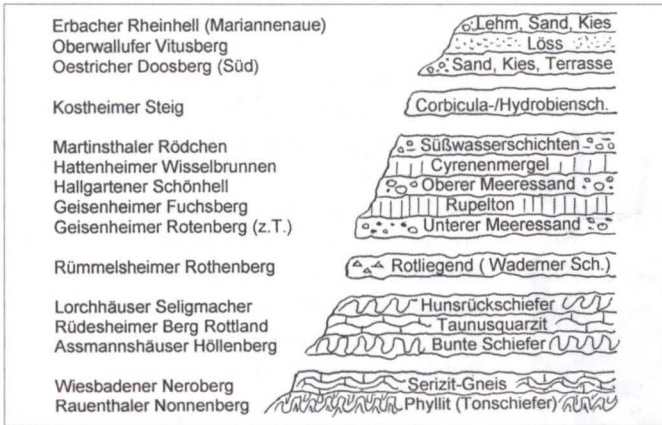 Erbacher Rheinhell (Mariannenaue) Lehm, Sand, Kies
Oberwallufer Vitusberg Löss
Oestricher Doosberg (Süd) Sand, Kies, Terrasse
Kostheimer Steig Corbicula-/Hydrobiensch.
Martinsthaler Rödchen Süßwasserschichten
Hattenheimer Wisselbrunnen Cyrenenmergel
Hallgartener Schönhell Oberer Meeressand
Geisenheimer Fuchsberg Rupelton
Geisenheimer Rotenberg (z.T.) Unterer Meeressand
Rümmelsheimer Rothenberg Rotliegend ( Waderner Sch.)
Lorchhäuser Seligmacher Hunsrückschiefer
Rüdesheimer Berg Rottland Taunusquarzit
Assmannshäuser Höllenberg Bunte Schiefer
Wiesbadener Neroberg Serizit-Gneis
Rauenthaler Nonnenberg Phyllit (Tonschiefer)